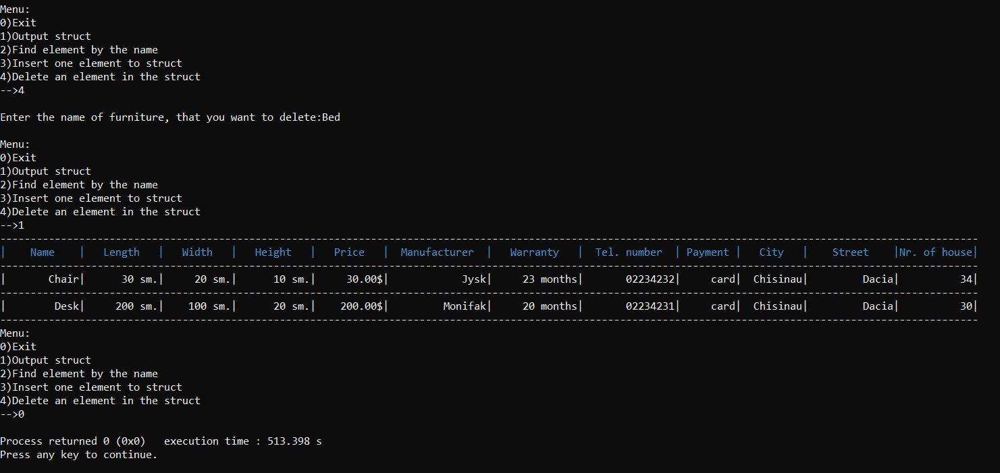 Menu:
0)Exit
1)Output struct
2)Find element by the name
3)Insert one element to struct
4)Delete an element in the struct
-->4
Enter the name of furniture, that you want to delete:Bed
Menu:
0)Exit
1)Output struct
2)Find element by the name
3)Insert one element to struct
4)Delete an element in the struct
-->1
| Name | Length | Width | Height | Price | Manufacturer | Warranty | Tel. number | Payment | City | Street |Nr. of house|
| Chair| 30 sm.| 20 sm.| 10 sm.| 30.00$| Jysk| 23 months| 02234232| card| Chisinau| Dacia| 34|
| Desk| 200 sm.| 100 sm.| 20 sm.| 200.00$| Monifak| 20 months| 02234231| card| Chisinau| Dacia| 30|
Menu:
0)Exit
1)Output struct
2)Find element by the name
3)Insert one element to struct
4)Delete an element in the struct
-->0
Process returned 0 (0x0) execution time : 513.398 s
Press any key to continue.